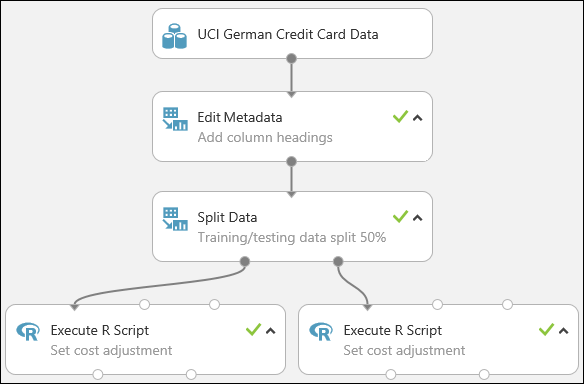 UCI German Credit Card Data
Edit Metadata
Add column headings
Split Data
Training/testing data split 50%
Execute R Script
Set cost adjustment
Execute R Script
Set cost adjustment